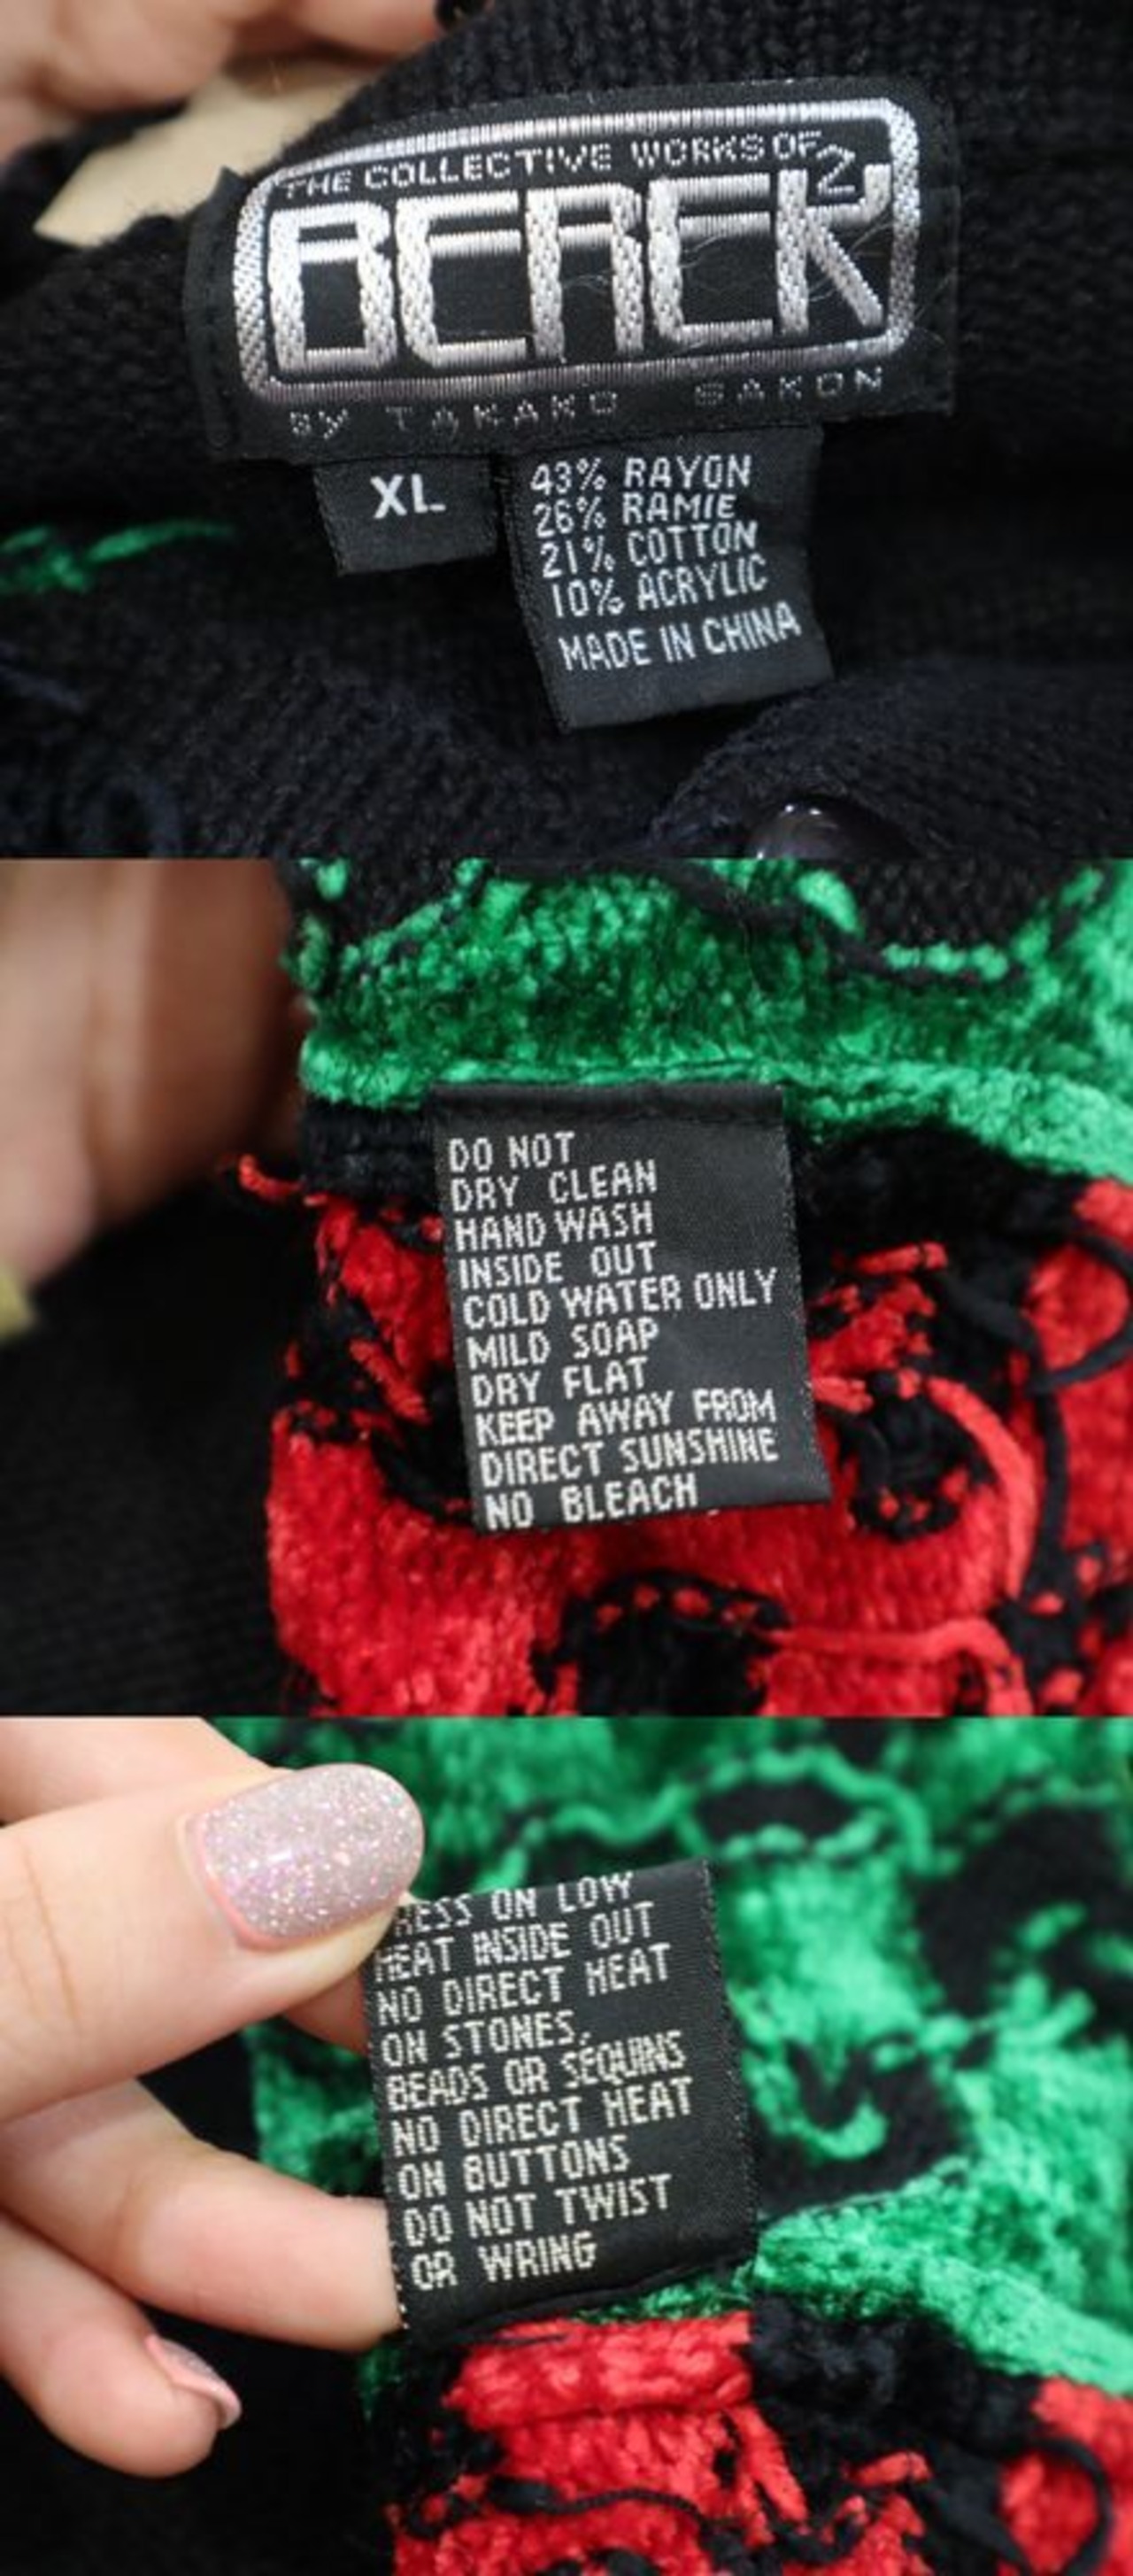 THE COLLECTIVE WORKS OF
BEREK 2
BY TAKAKO SAKON
XL
43% RAYON
26% RAMIE
21% COTTON
10% ACRYLIC
MADE IN CHINA
DO NOT
DRY CLEAN
HAND WASH
INSIDE OUT
COLD WATER ONLY
MILD SOAP
DRY FLAT
KEEP AWAY FROM
DIRECT SUNSHINE
NO BLEACH
RESS ON LOW
HEAT INSIDE OUT
NO DIRECT HEAT
ON STONES,
BEADS OR SEQUINS
NO DIRECT HEAT
ON BUTTONS
DO NOT TWIST
OR WRING